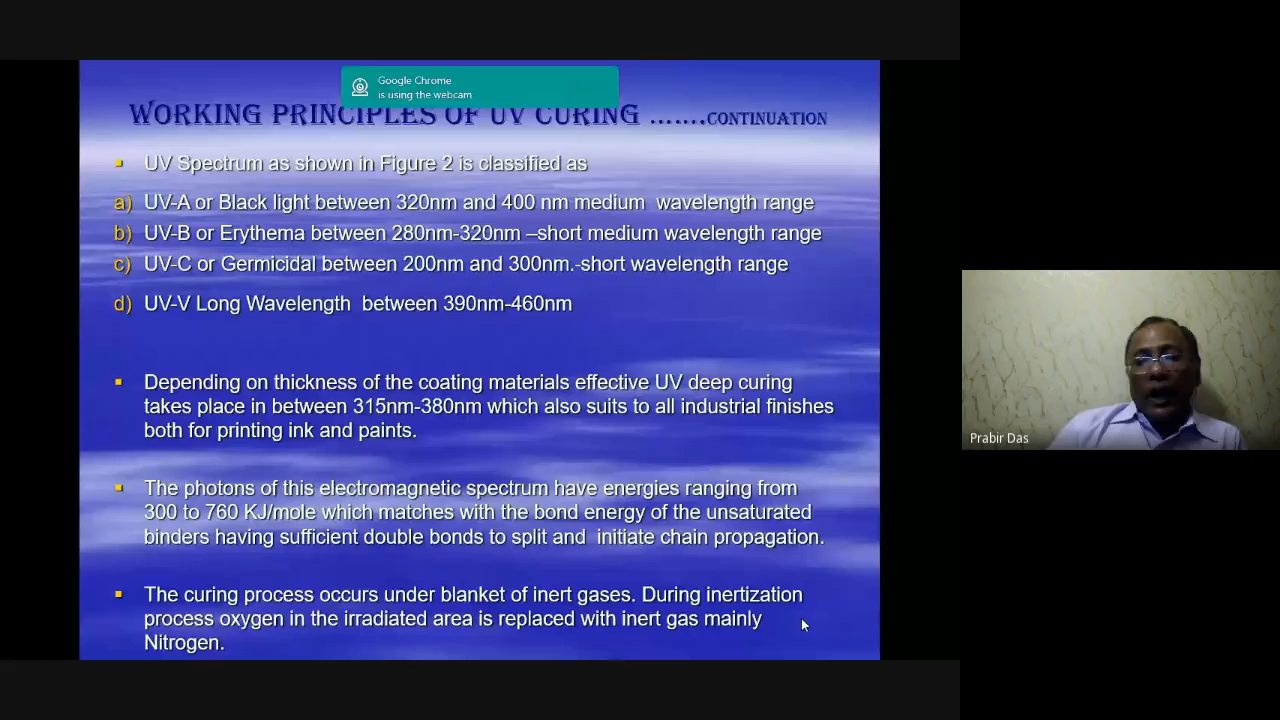 Google Chrome
is using the webcam
WORKING PRINCIPLES OF UV CURING .......CONTINUATION
▪ UV Spectrum as shown in Figure 2 is classified as
a) UV-A or Black light between 320nm and 400 nm medium wavelength range
b) UV-B or Erythema between 280nm-320nm –short medium wavelength range
c) UV-C or Germicidal between 200nm and 300nm.-short wavelength range
d) UV-V Long Wavelength between 390nm-460nm
▪ Depending on thickness of the coating materials effective UV deep curing
takes place in between 315nm-380nm which also suits to all industrial finishes
both for printing ink and paints.
▪ The photons of this electromagnetic spectrum have energies ranging from
300 to 760 KJ/mole which matches with the bond energy of the unsaturated
binders having sufficient double bonds to split and initiate chain propagation.
▪ The curing process occurs under blanket of inert gases. During inertization
process oxygen in the irradiated area is replaced with inert gas mainly
Nitrogen.
Prabir Das